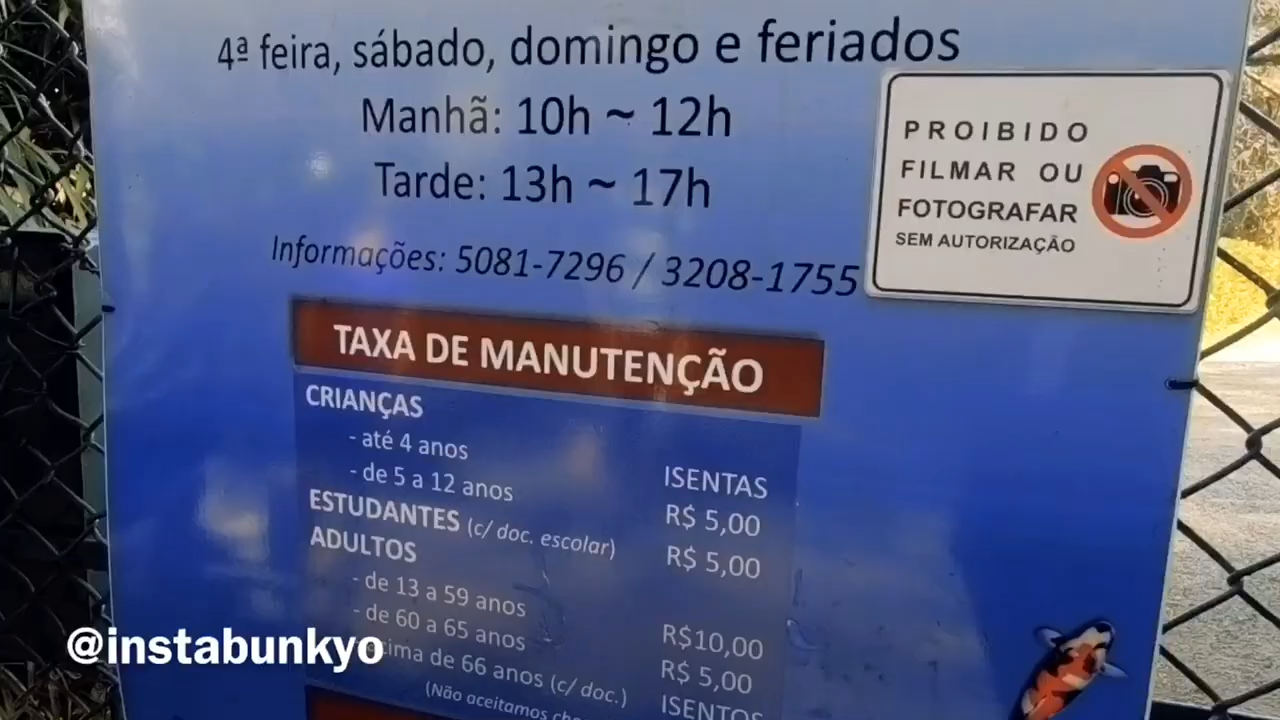 4ª feira, sábado, domingo e feriados
Manhã: 10h ~ 12h
Tarde: 13h ~ 17h
Informações: 5081-7296 / 3208-1755
PROIBIDO
FILMAR OU
FOTOGRAFAR
SEM AUTORIZAÇÃO
TAXA DE MANUTENÇÃO
CRIANÇAS
- até 4 anos ISENTAS
- de 5 a 12 anos R$ 5,00
ESTUDANTES (c/ doc. escolar) R$ 5,00
ADULTOS
- de 13 a 59 anos R$10,00
- de 60 a 65 anos R$ 5,00
de 66 anos (c/ doc.) ISENTOS
(Não aceitamos
@instabunkyo